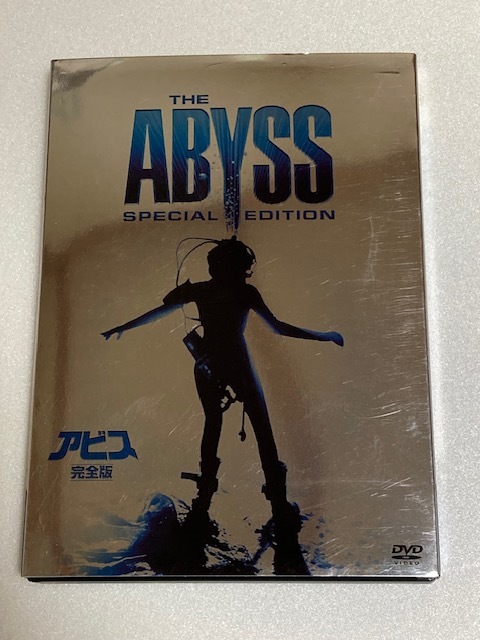 THE
ABYSS
SPECIAL EDITION
アビス
完全版
DVD
VIDEO